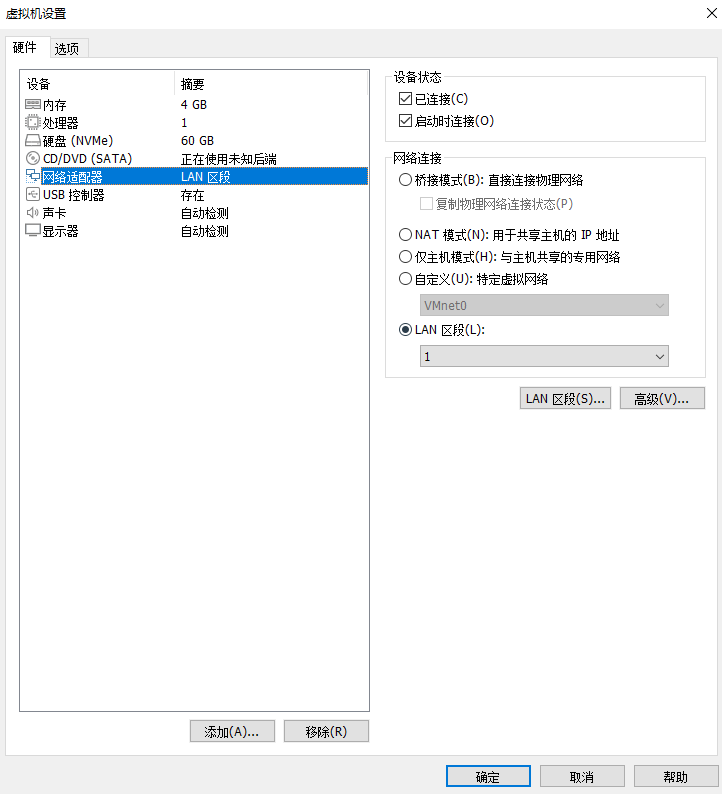 虚拟机设置
硬件 选项
设备 摘要
内存 4 GB
处理器 1
硬盘 (NVMe) 60 GB
CD/DVD (SATA) 正在使用未知后端
网络适配器 LAN 区段
USB 控制器 存在
声卡 自动检测
显示器 自动检测
添加(A)... 移除(R)
设备状态
已连接(C)
启动时连接(O)
网络连接
桥接模式(B): 直接连接物理网络
复制物理网络连接状态(P)
NAT 模式(N): 用于共享主机的 IP 地址
仅主机模式(H): 与主机共享的专用网络
自定义(U): 特定虚拟网络
VMnet0
LAN 区段(L):
1
LAN 区段(S)... 高级(V)...
确定 取消 帮助